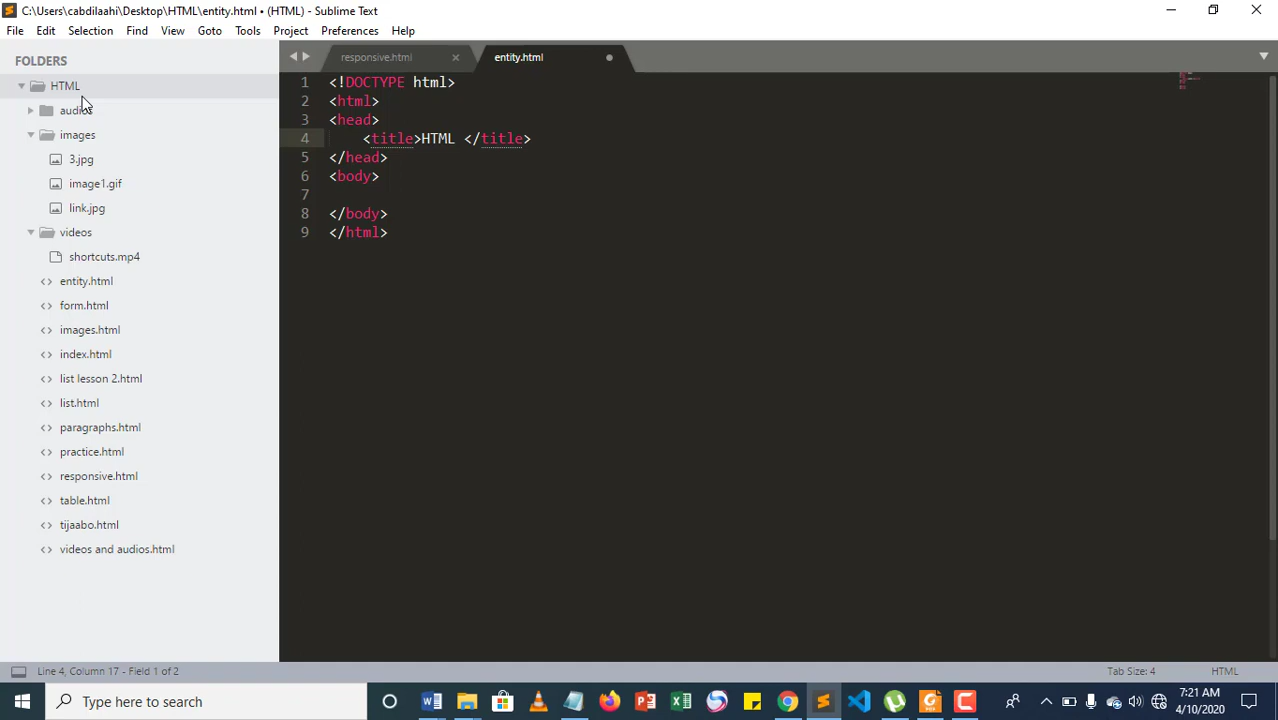 C:\Users\cabdilaahi\Desktop\HTML\entity.html • (HTML) - Sublime Text
File Edit Selection Find View Goto Tools Project Preferences Help
FOLDERS
HTML
audios
images
3.jpg
image1.gif
link.jpg
videos
shortcuts.mp4
entity.html
form.html
images.html
index.html
list lesson 2.html
list.html
paragraphs.html
practice.html
responsive.html
table.html
tijaabo.html
videos and audios.html
responsive.html entity.html
1 <!DOCTYPE html>
2 <html>
3 <head>
4 <title>HTML </title>
5 </head>
6 <body>
7
8 </body>
9 </html>
Line 4, Column 17 - Field 1 of 2 Tab Size: 4 HTML
Type here to search
7:21 AM
4/10/2020